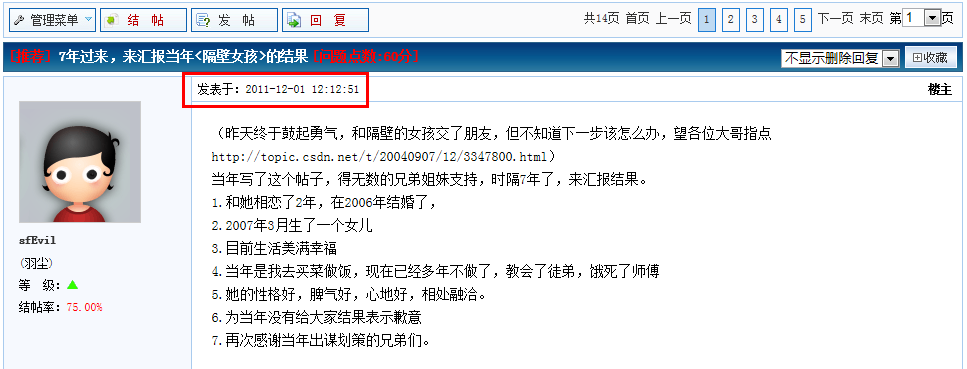 管理菜单 结 帖 发 帖 回 复 共14页 首页 上一页 1 2 3 4 5 下一页 末页 第1页
[推荐] 7年过来，来汇报当年<隔壁女孩>的结果 [问题点数:60分] 不显示删除回复 收藏
发表于：2011-12-01 12:12:51 楼主
（昨天终于鼓起勇气，和隔壁的女孩交了朋友，但不知道下一步该怎么办，望各位大哥指点
http://topic.csdn.net/t/20040907/12/3347800.html）
当年写了这个帖子，得无数的兄弟姐妹支持，时隔7年了，来汇报结果。
1.和她相恋了2年，在2006年结婚了，
2.2007年3月生了一个女儿
3.目前生活美满幸福
4.当年是我去买菜做饭，现在已经多年不做了，教会了徒弟，饿死了师傅
5.她的性格好，脾气好，心地好，相处融洽。
6.为当年没有给大家结果表示歉意
7.再次感谢当年出谋划策的兄弟们。
sfEvil
(羽尘)
等 级：
结帖率：75.00%